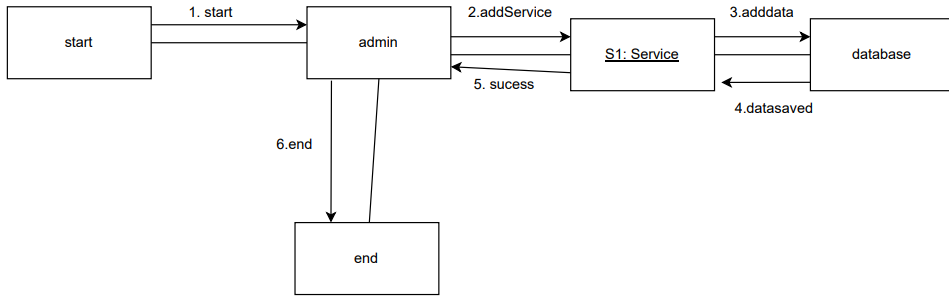 1. start
2.addService
3.adddata
start
admin
S1: Service
database
5. sucess
4.datasaved
6.end
end